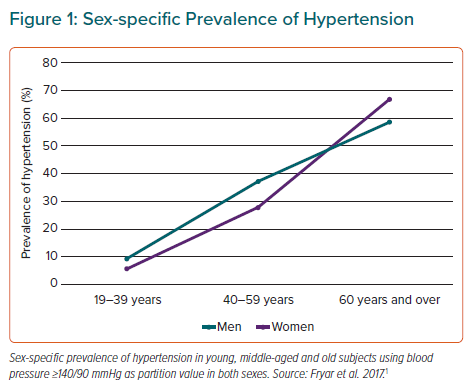 Figure 1: Sex-specific Prevalence of Hypertension
80
70
60
50
40
30
20
10
0
Prevalence of hypertension (%)
19–39 years
40–59 years
60 years and over
Men
Women
Sex-specific prevalence of hypertension in young, middle-aged and old subjects using blood
pressure ≥140/90 mmHg as partition value in both sexes. Source: Fryar et al. 2017.¹